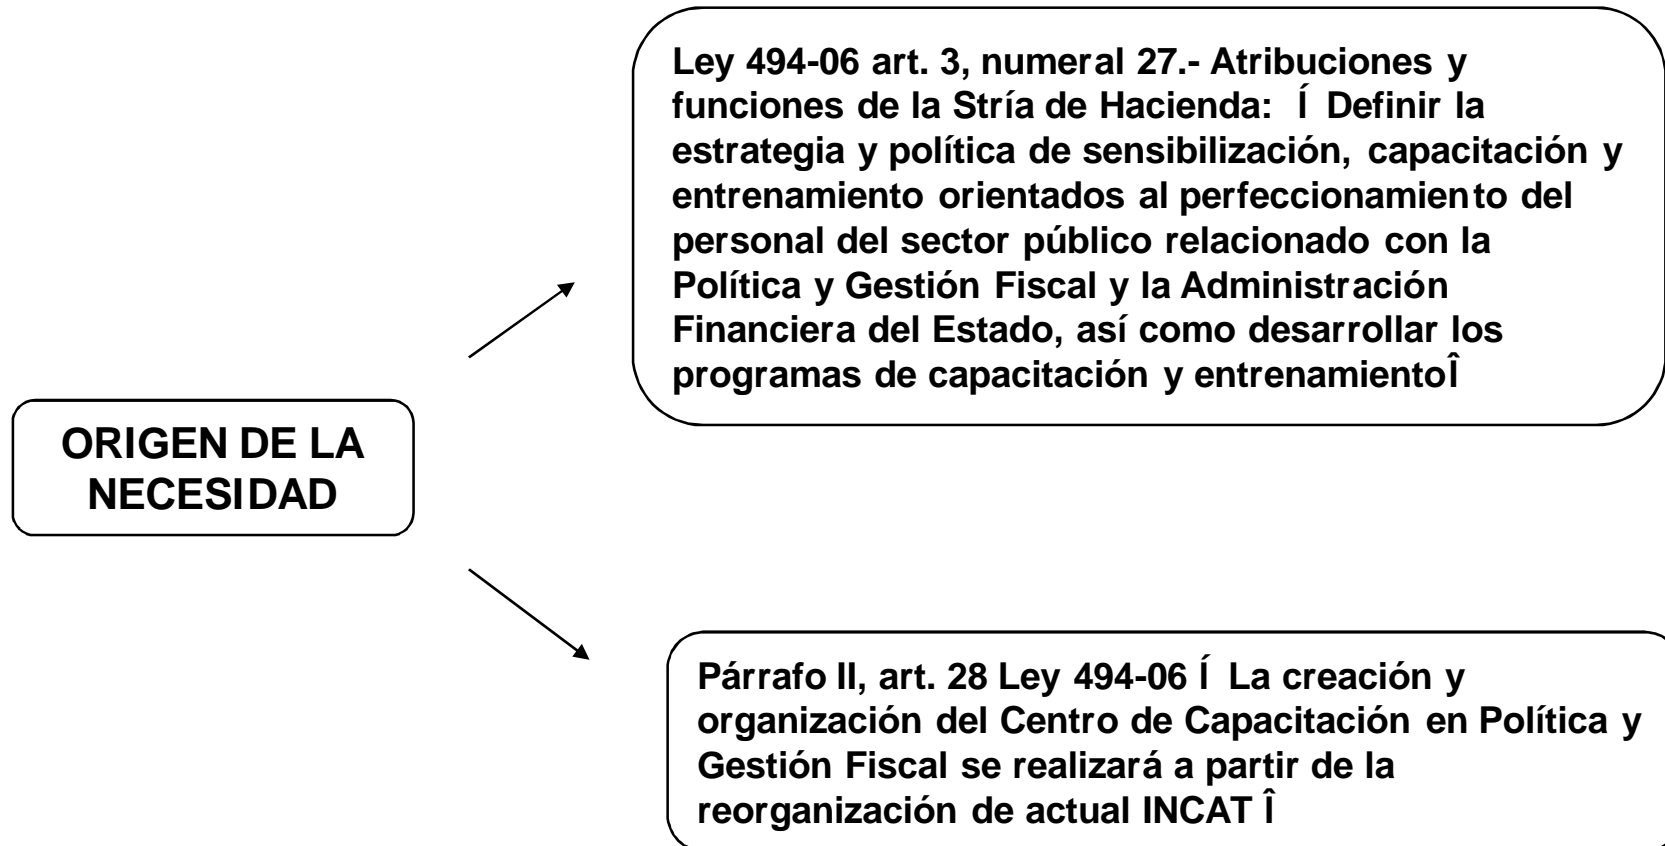 ORIGEN DE LA
NECESIDAD
Ley 494-06 art. 3, numeral 27.- Atribuciones y
funciones de la Stría de Hacienda: Í Definir la
estrategia y política de sensibilización, capacitación y
entrenamiento orientados al perfeccionamiento del
personal del sector público relacionado con la
Política y Gestión Fiscal y la Administración
Financiera del Estado, así como desarrollar los
programas de capacitación y entrenamientoÎ
Párrafo II, art. 28 Ley 494-06 Í La creación y
organización del Centro de Capacitación en Política y
Gestión Fiscal se realizará a partir de la
reorganización de actual INCAT Î